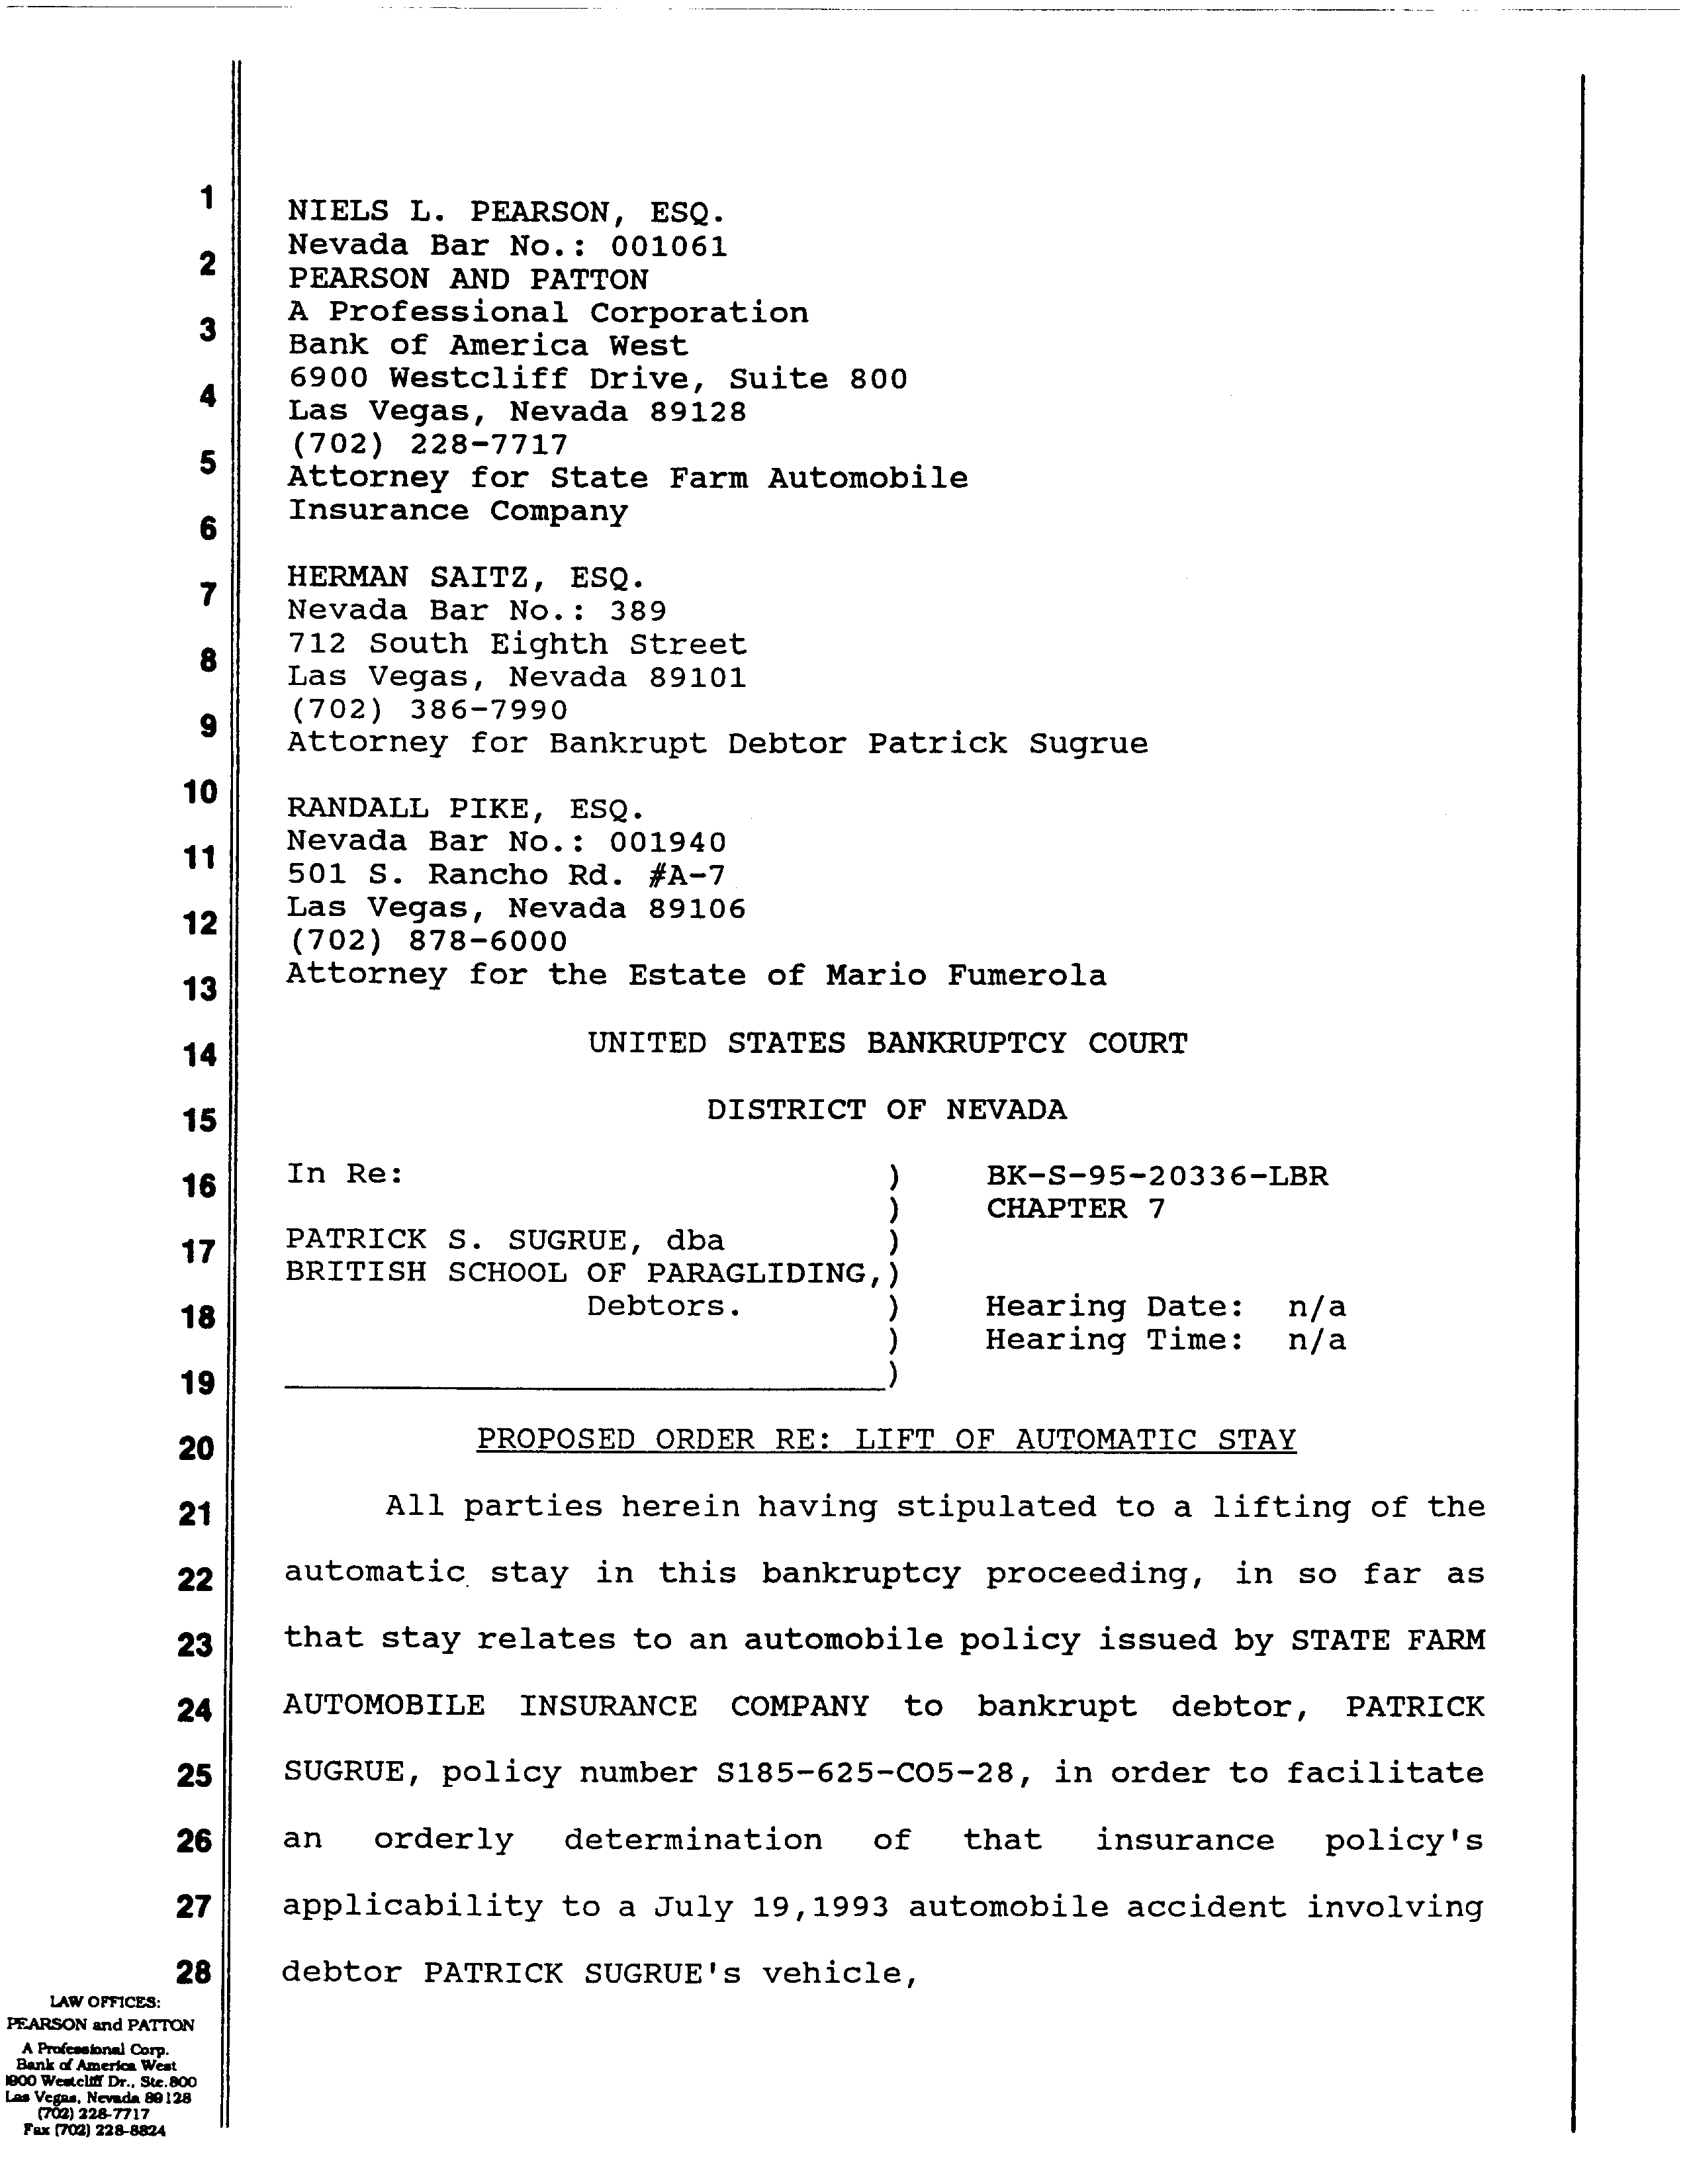 1
NIELS L. PEARSON, ESQ.
Nevada Bar No.: 001061
2
PEARSON AND PATTON
A Professional Corporation
3
Bank of America West
6900 Westcliff Drive, Suite 800
4
Las Vegas, Nevada 89128
(702) 228-7717
5
Attorney for State Farm Automobile
Insurance Company
6
HERMAN SAITZ, ESQ.
7
Nevada Bar No.: 389
712 South Eighth Street
8
Las Vegas, Nevada 89101
(702) 386-7990
9
Attorney for Bankrupt Debtor Patrick Sugrue
10
RANDALL PIKE, ESQ.
Nevada Bar No.: 001940
11
501 S. Rancho Rd. #A-7
Las Vegas, Nevada 89106
12
(702) 878-6000
Attorney for the Estate of Mario Fumerola
13
14 UNITED STATES BANKRUPTCY COURT
15 DISTRICT OF NEVADA
16 In Re: ) BK-S-95-20336-LBR
) CHAPTER 7
17 PATRICK S. SUGRUE, dba )
BRITISH SCHOOL OF PARAGLIDING,)
18 Debtors. ) Hearing Date: n/a
) Hearing Time: n/a
19 )
20 PROPOSED ORDER RE: LIFT OF AUTOMATIC STAY
21 All parties herein having stipulated to a lifting of the
22 automatic stay in this bankruptcy proceeding, in so far as
23 that stay relates to an automobile policy issued by STATE FARM
24 AUTOMOBILE INSURANCE COMPANY to bankrupt debtor, PATRICK
25 SUGRUE, policy number S185-625-CO5-28, in order to facilitate
26 an orderly determination of that insurance policy's
27 applicability to a July 19,1993 automobile accident involving
28 debtor PATRICK SUGRUE's vehicle,
LAW OFFICES:
PEARSON and PATTON
A Professional Corp.
Bank of America West
Westcliff Dr., Ste. 800
Las Vegas, Nevada 89128
(702) 228-7717
Fax (702) 228-8824